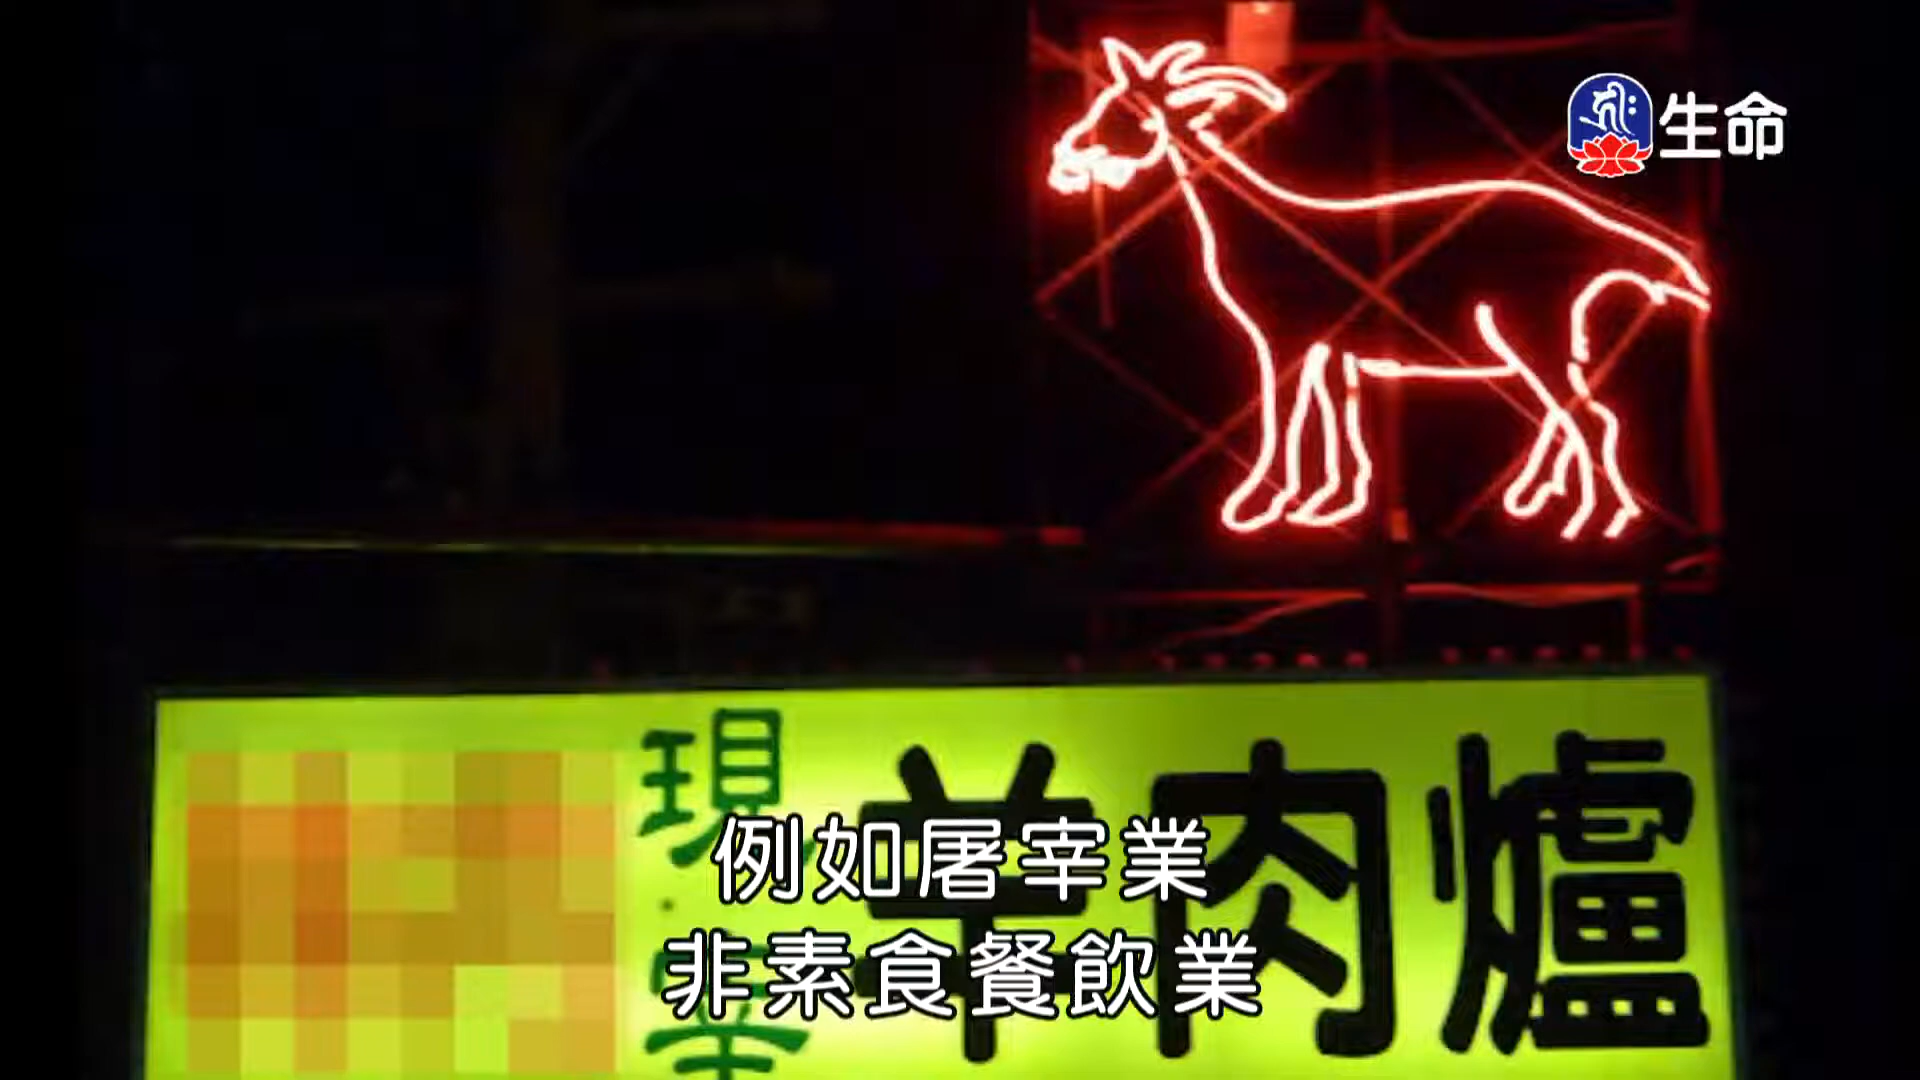 生命
現宰
羊肉爐
例如屠宰業
非素食餐飲業